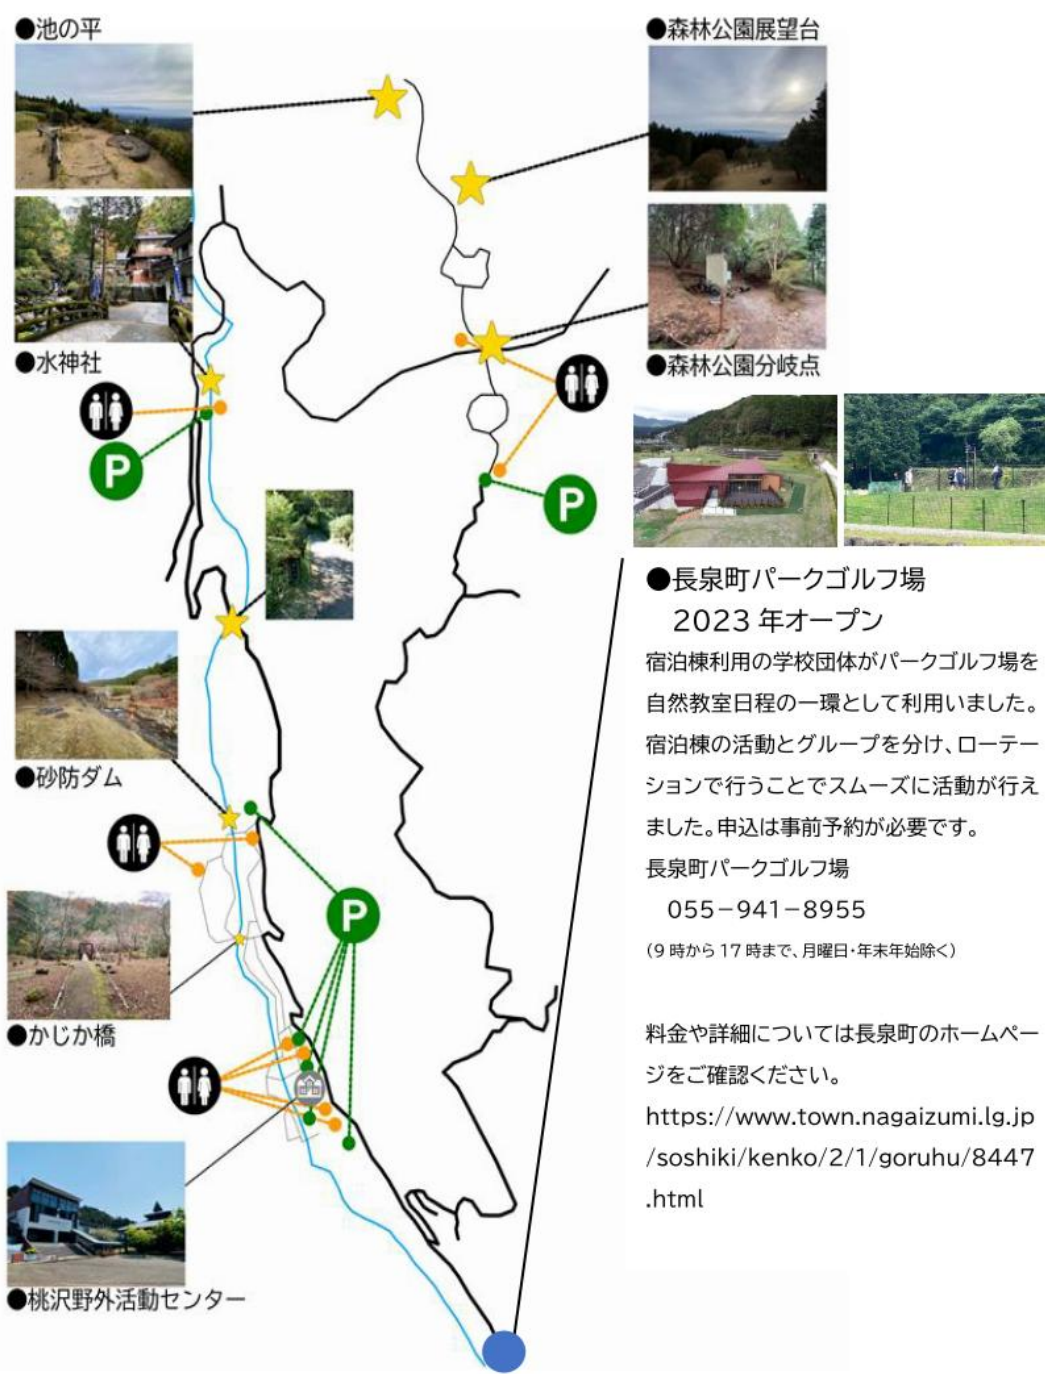 ●池の平
●森林公園展望台
●水神社
●森林公園分岐点
P
P
●長泉町パークゴルフ場
2023年オープン
宿泊棟利用の学校団体がパークゴルフ場を
自然教室日程の一環として利用いました。
宿泊棟の活動とグループを分け、ローテー
ションで行うことでスムーズに活動が行え
ました。申込は事前予約が必要です。
長泉町パークゴルフ場
055－941－8955
（9時から17時まで、月曜日・年末年始除く）
料金や詳細については長泉町のホームペー
ジをご確認ください。
https://www.town.nagaizumi.lg.jp
/soshiki/kenko/2/1/goruhu/8447
.html
●砂防ダム
P
●かじか橋
●桃沢野外活動センター